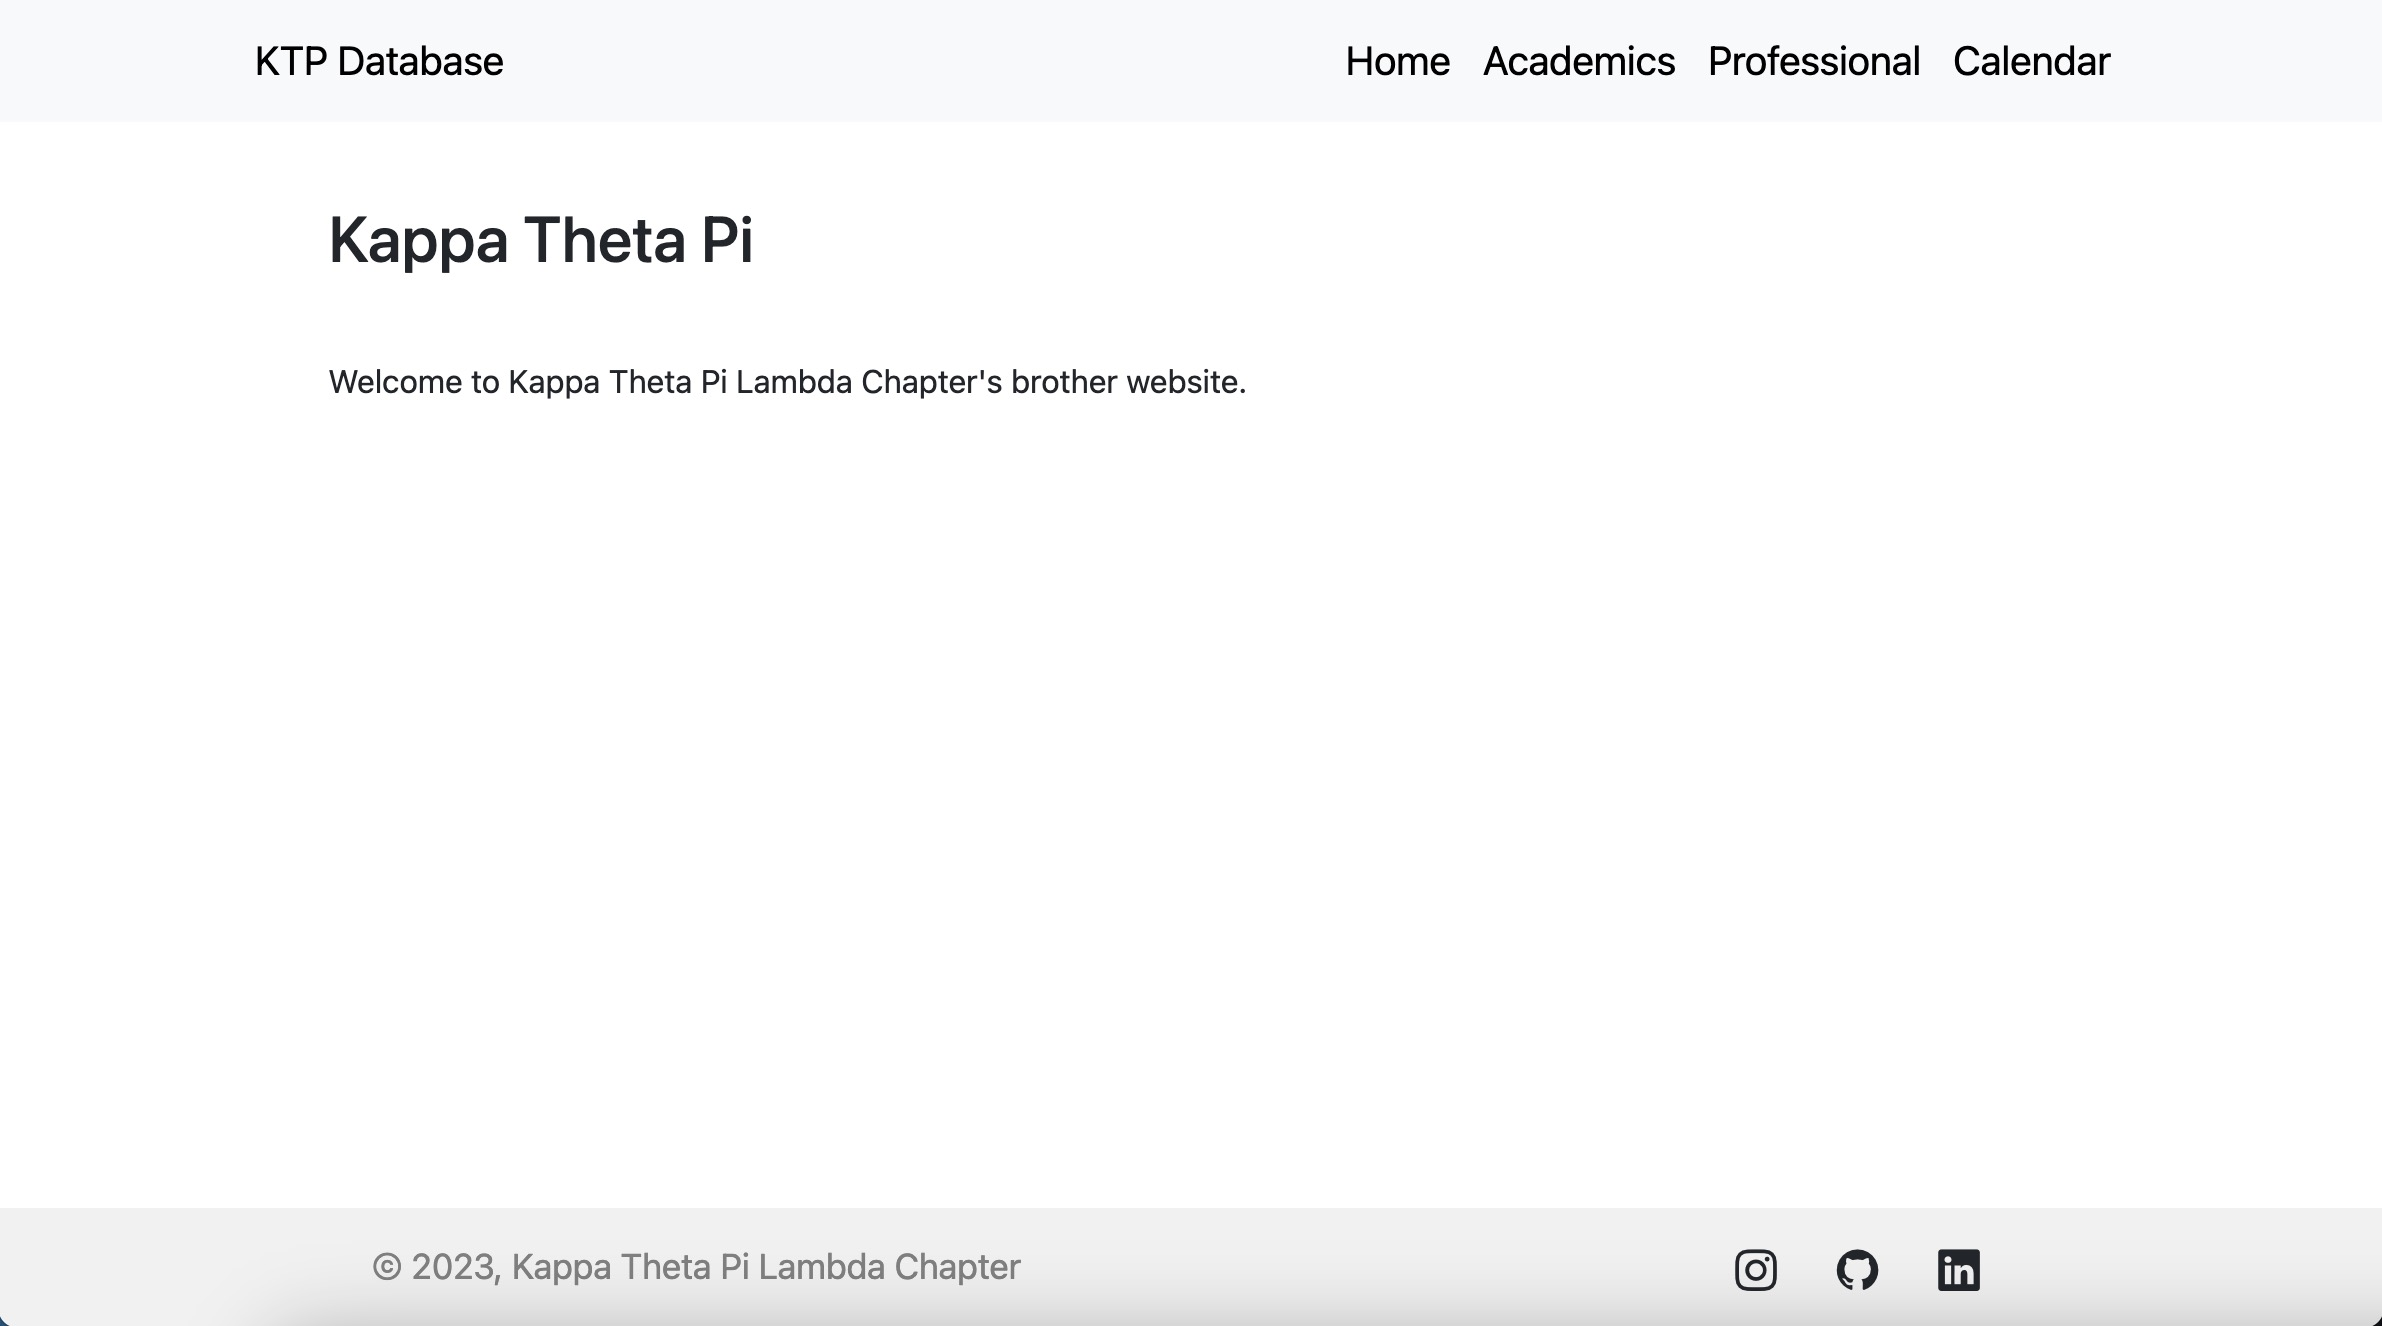 KTP Database
Home Academics Professional Calendar
Kappa Theta Pi
Welcome to Kappa Theta Pi Lambda Chapter's brother website.
© 2023, Kappa Theta Pi Lambda Chapter